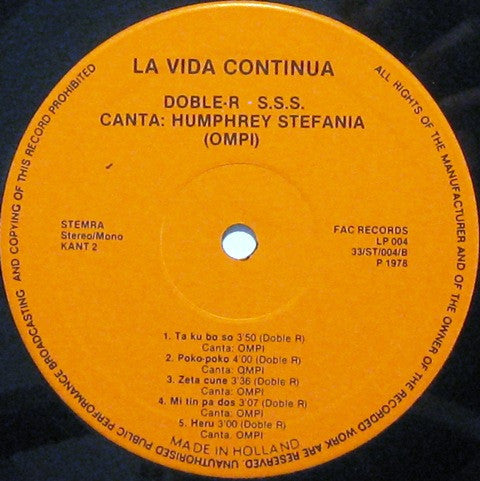 LA VIDA CONTINUA
DOBLE-R - S.S.S.
CANTA: HUMPHREY STEFANIA
(OMPI)
STEMRA
Stereo/Mono
KANT 2
FAC RECORDS
LP 004
33/ST/004/B
P 1978
1. Ta ku bo so 3'50 (Doble R)
Canta: OMPI
2. Poko-poko 4'00 (Doble R)
Canta: OMPI
3. Zeta cune 3'36 (Doble R)
Canta: OMPI
4. Mi tin pa dos 3'07 (Doble R)
Canta: OMPI
5. Heru 3'00 (Doble R)
Canta: OMPI
MADE IN HOLLAND
ALL RIGHTS OF THE MANUFACTURER AND OF THE OWNER OF THE RECORDED WORK ARE RESERVED. UNAUTHORISED PUBLIC PERFORMANCE BROADCASTING AND COPYING OF THIS RECORD PROHIBITED